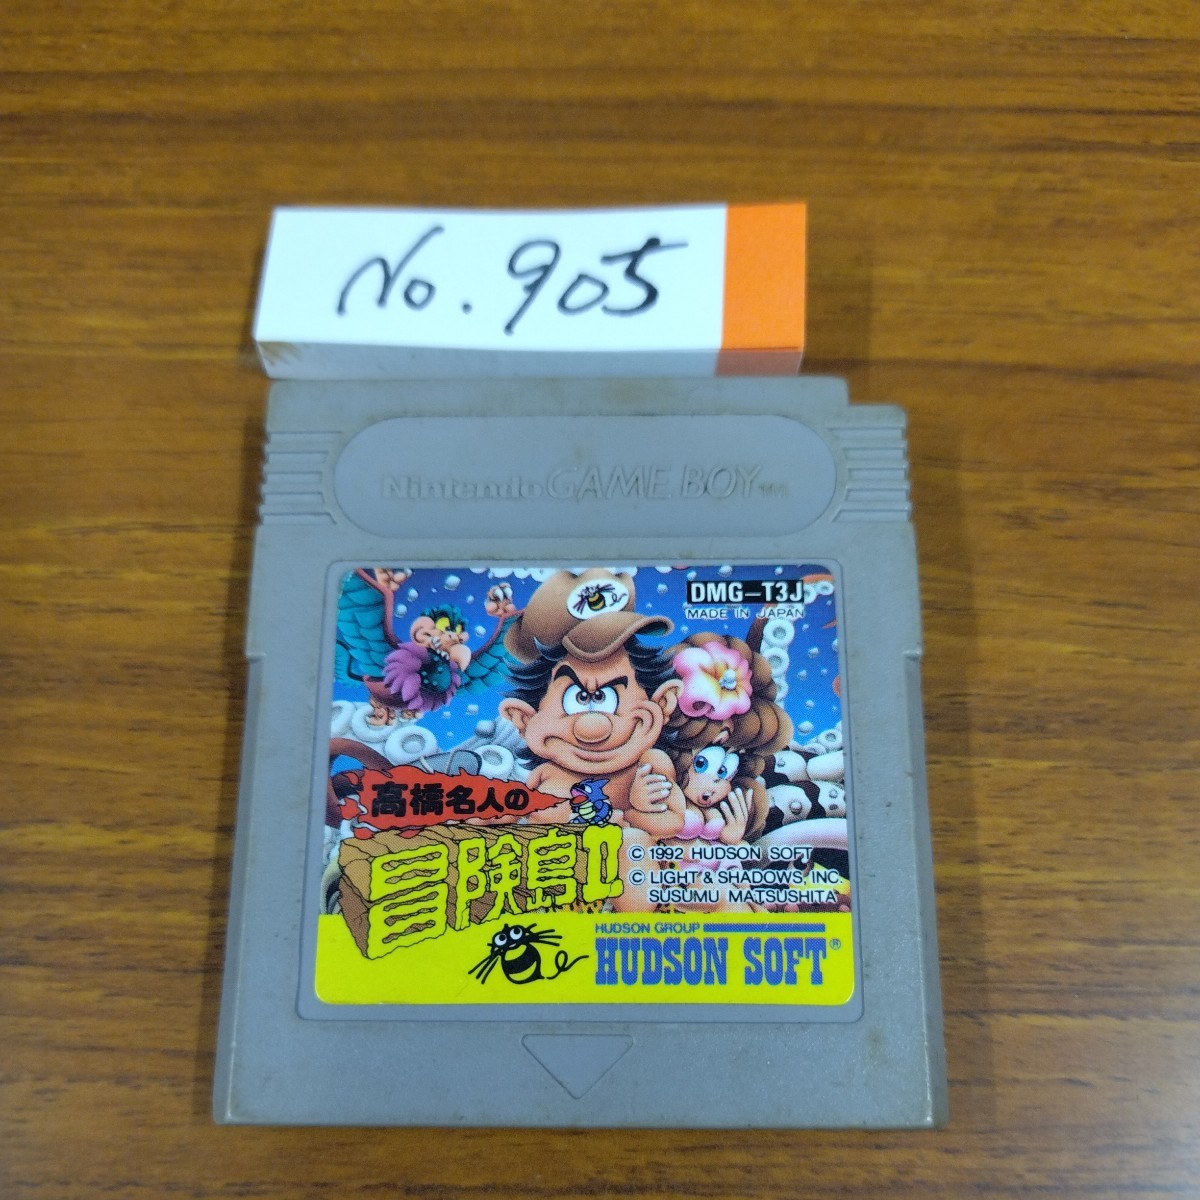 No. 905
Nintendo GAME BOY TM
DMG-T3J
MADE IN JAPAN
高橋名人の
冒険島II
© 1992 HUDSON SOFT
© LIGHT & SHADOWS, INC.
SUSUMU MATSUSHITA
HUDSON GROUP
HUDSON SOFT®